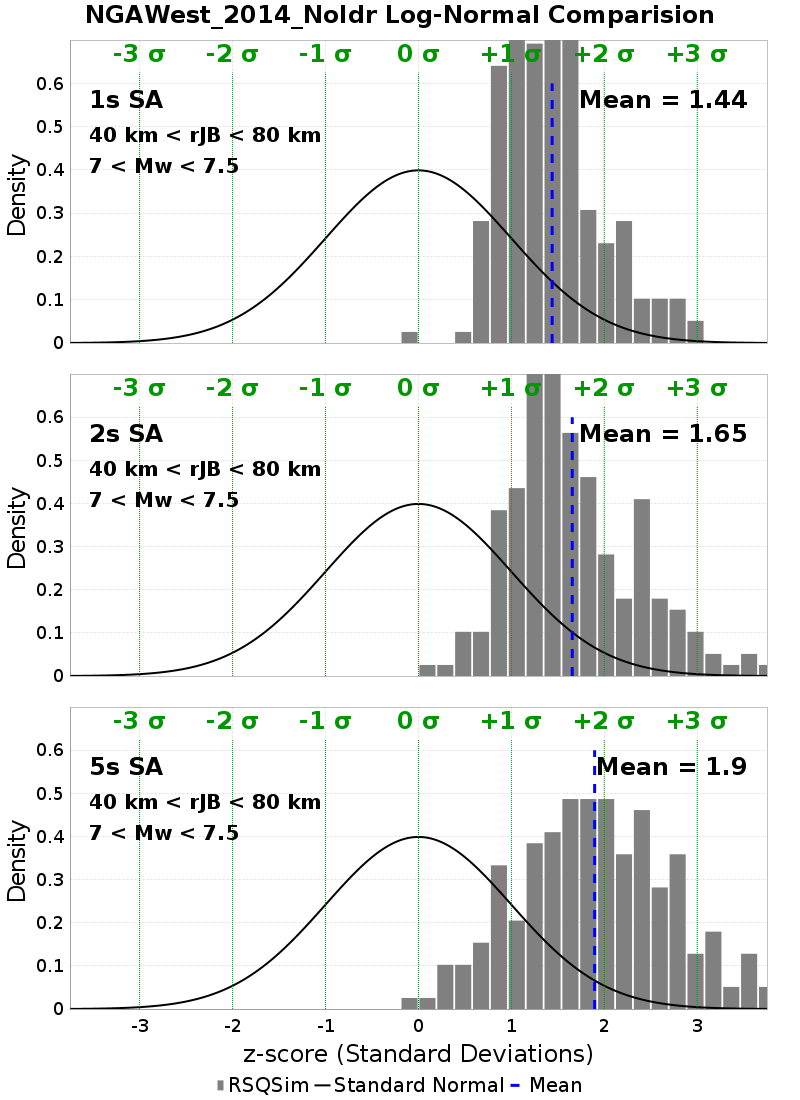 NGAWest_2014_NoIdr Log-Normal Comparision
-3 σ -2 σ -1 σ 0 σ +1 σ +2 σ +3 σ
1s SA
Mean = 1.44
40 km < rJB < 80 km
7 < Mw < 7.5
Density
0.6
0.5
0.4
0.3
0.2
0.1
0
-3 σ -2 σ -1 σ 0 σ +1 σ +2 σ +3 σ
2s SA
Mean = 1.65
40 km < rJB < 80 km
7 < Mw < 7.5
Density
0.6
0.5
0.4
0.3
0.2
0.1
0
-3 σ -2 σ -1 σ 0 σ +1 σ +2 σ +3 σ
5s SA
Mean = 1.9
40 km < rJB < 80 km
7 < Mw < 7.5
Density
0.6
0.5
0.4
0.3
0.2
0.1
0
-3 -2 -1 0 1 2 3
z-score (Standard Deviations)
RSQSim Standard Normal Mean